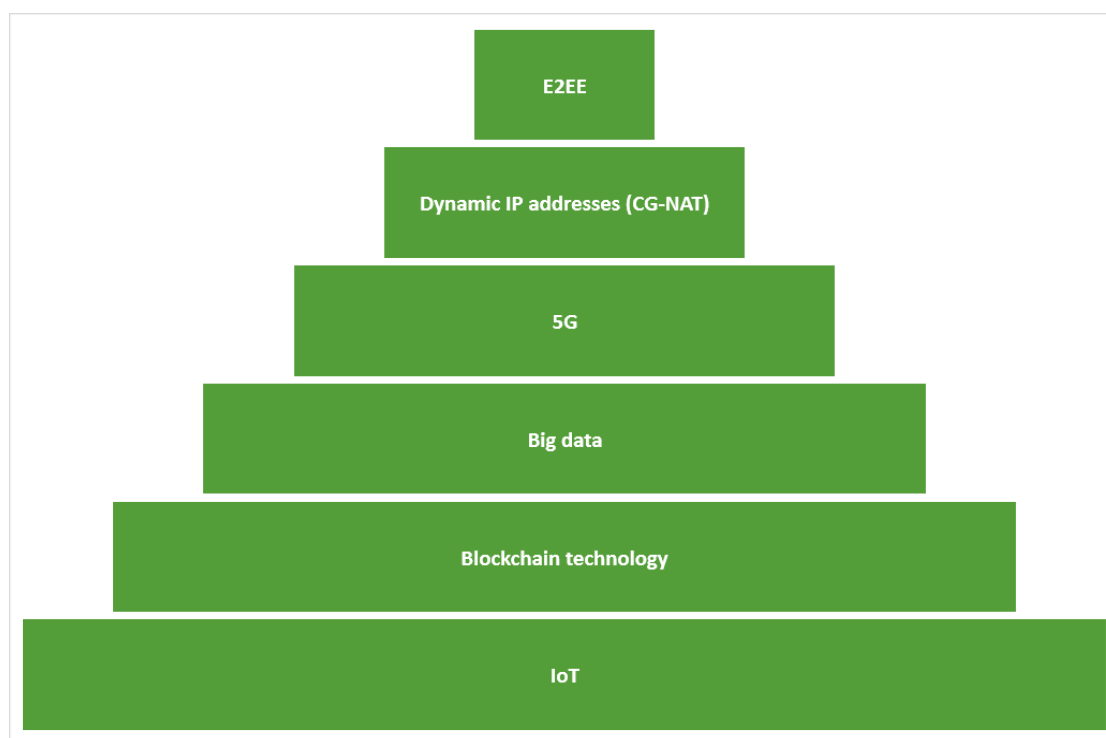 E2EE
Dynamic IP addresses (CG-NAT)
5G
Big data
Blockchain technology
IoT